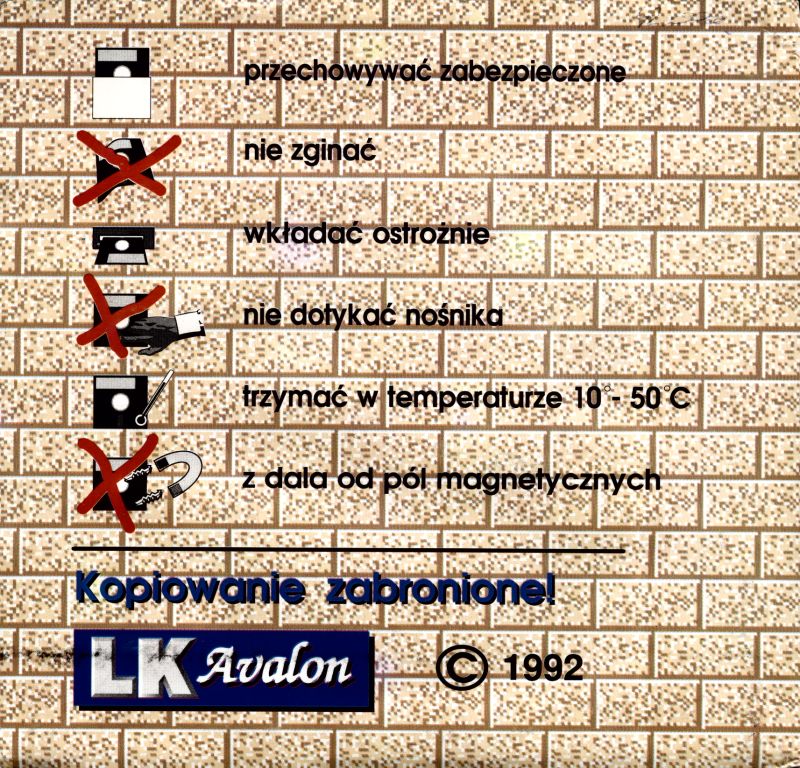 przechowywać zabezpieczone
nie zginać
wkładać ostrożnie
nie dotykać nośnika
trzymać w temperaturze 10°- 50°C
z dala od pól magnetycznych
Kopiowanie zabronione!
LK Avalon © 1992